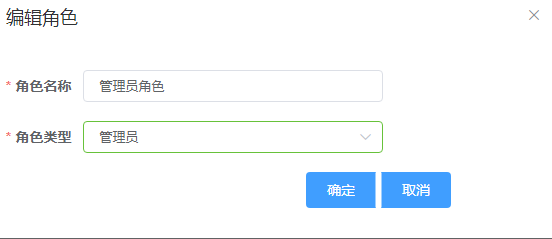 编辑角色
* 角色名称 管理员角色
* 角色类型 管理员
确定 取消